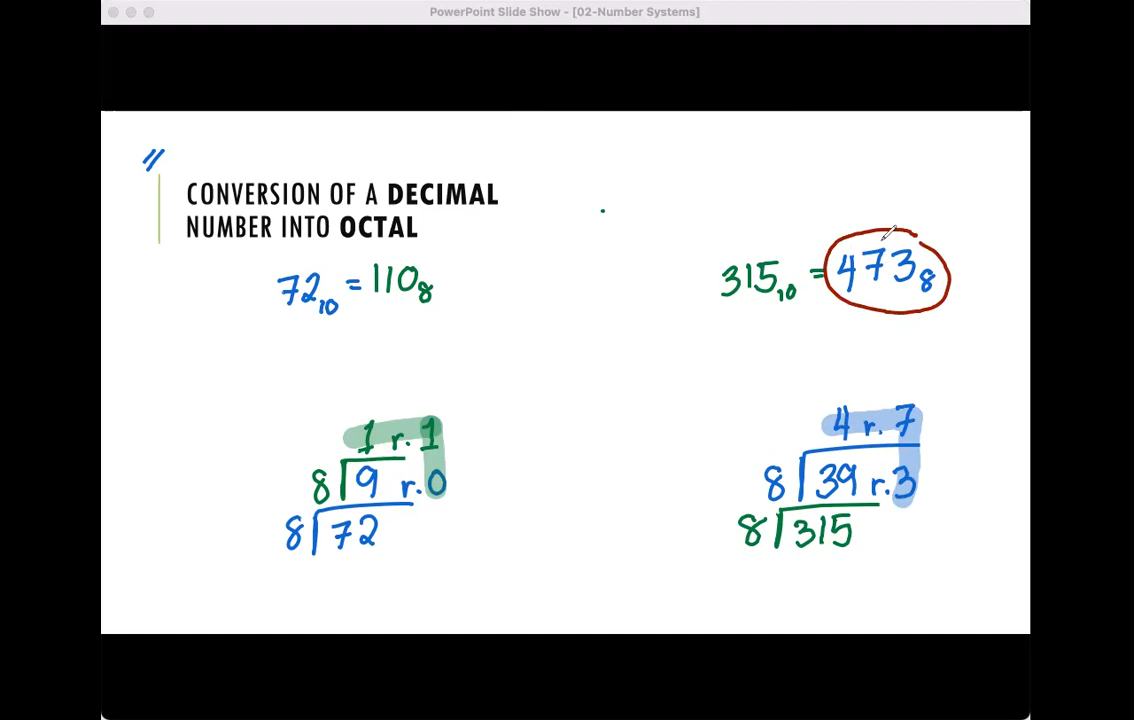 PowerPoint Slide Show - [02-Number Systems]
CONVERSION OF A DECIMAL
NUMBER INTO OCTAL
72₁₀ = 110₈
1 r. 1
8 9 r. 0
8 72
315₁₀ = 473₈
4 r. 7
8 39 r. 3
8 315